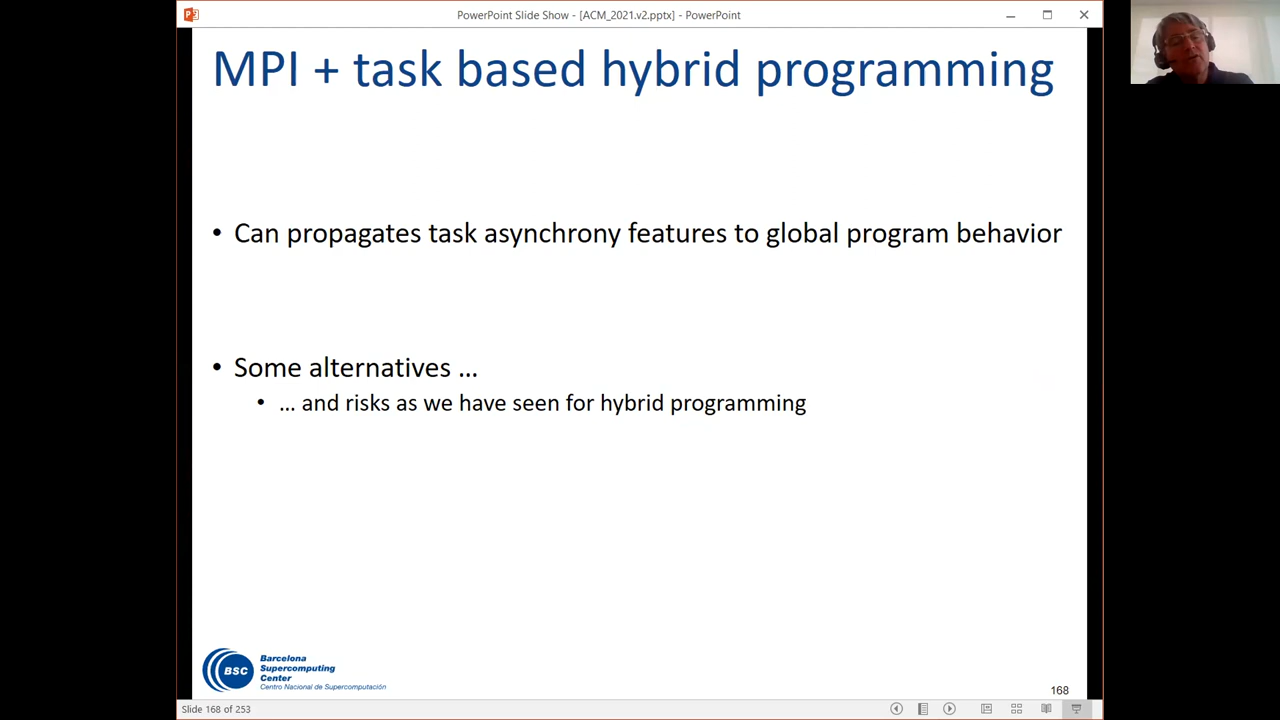 PowerPoint Slide Show - [ACM_2021.v2.pptx] - PowerPoint
MPI + task based hybrid programming
• Can propagates task asynchrony features to global program behavior
• Some alternatives ...
• ... and risks as we have seen for hybrid programming
BSC
Barcelona
Supercomputing
Center
Centro Nacional de Supercomputación
168
Slide 168 of 253